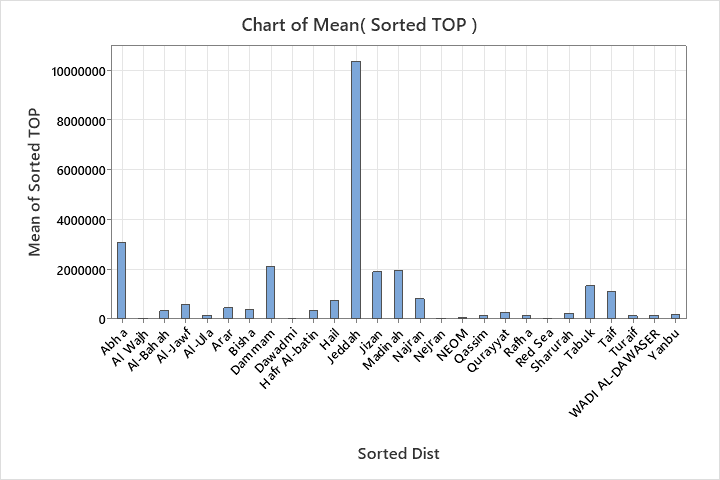 Chart of Mean( Sorted TOP )
Mean of Sorted TOP
10000000
8000000
6000000
4000000
2000000
0
Abha
Al Wajh
Al-Bahah
Al-Jawf
Al-Ula
Arar
Bisha
Dammam
Dawadmi
Hafr Al-batin
Hail
Jeddah
Jizan
Madinah
Najran
Nejran
NEOM
Qassim
Qurayyat
Rafha
Red Sea
Sharurah
Tabuk
Taif
Turaif
WADI AL-DAWASER
Yanbu
Sorted Dist